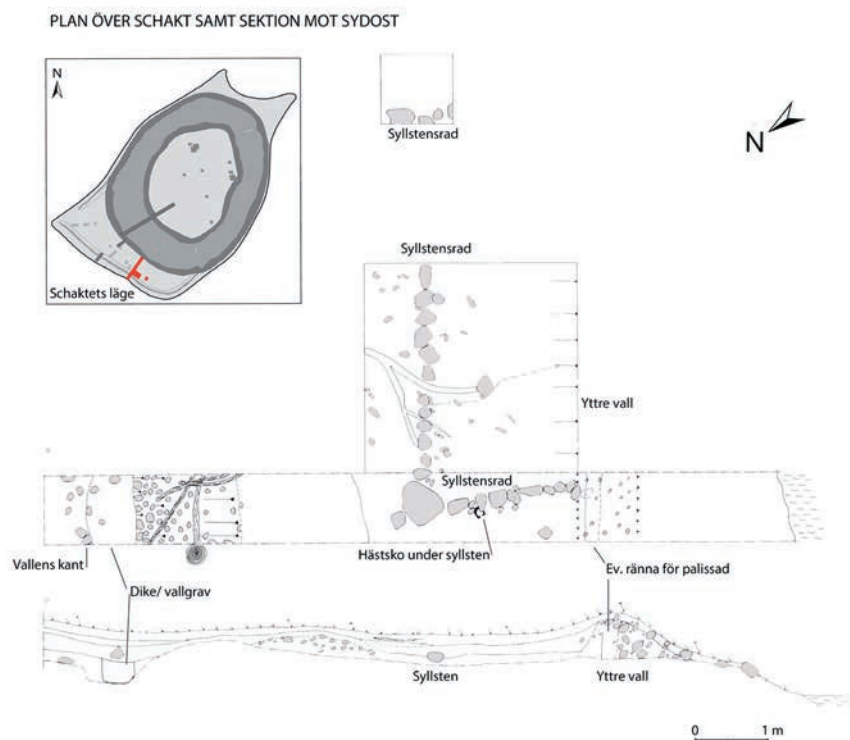 PLAN ÖVER SCHAKT SAMT SEKTION MOT SYDOST
N
Schaktets läge
Syllstensrad
N
Syllstensrad
Yttre vall
Syllstensrad
Vallens kant
Hästsko under syllsten
Ev. ränna för palissad
Dike/ vallgrav
Syllsten
Yttre vall
0 1 m